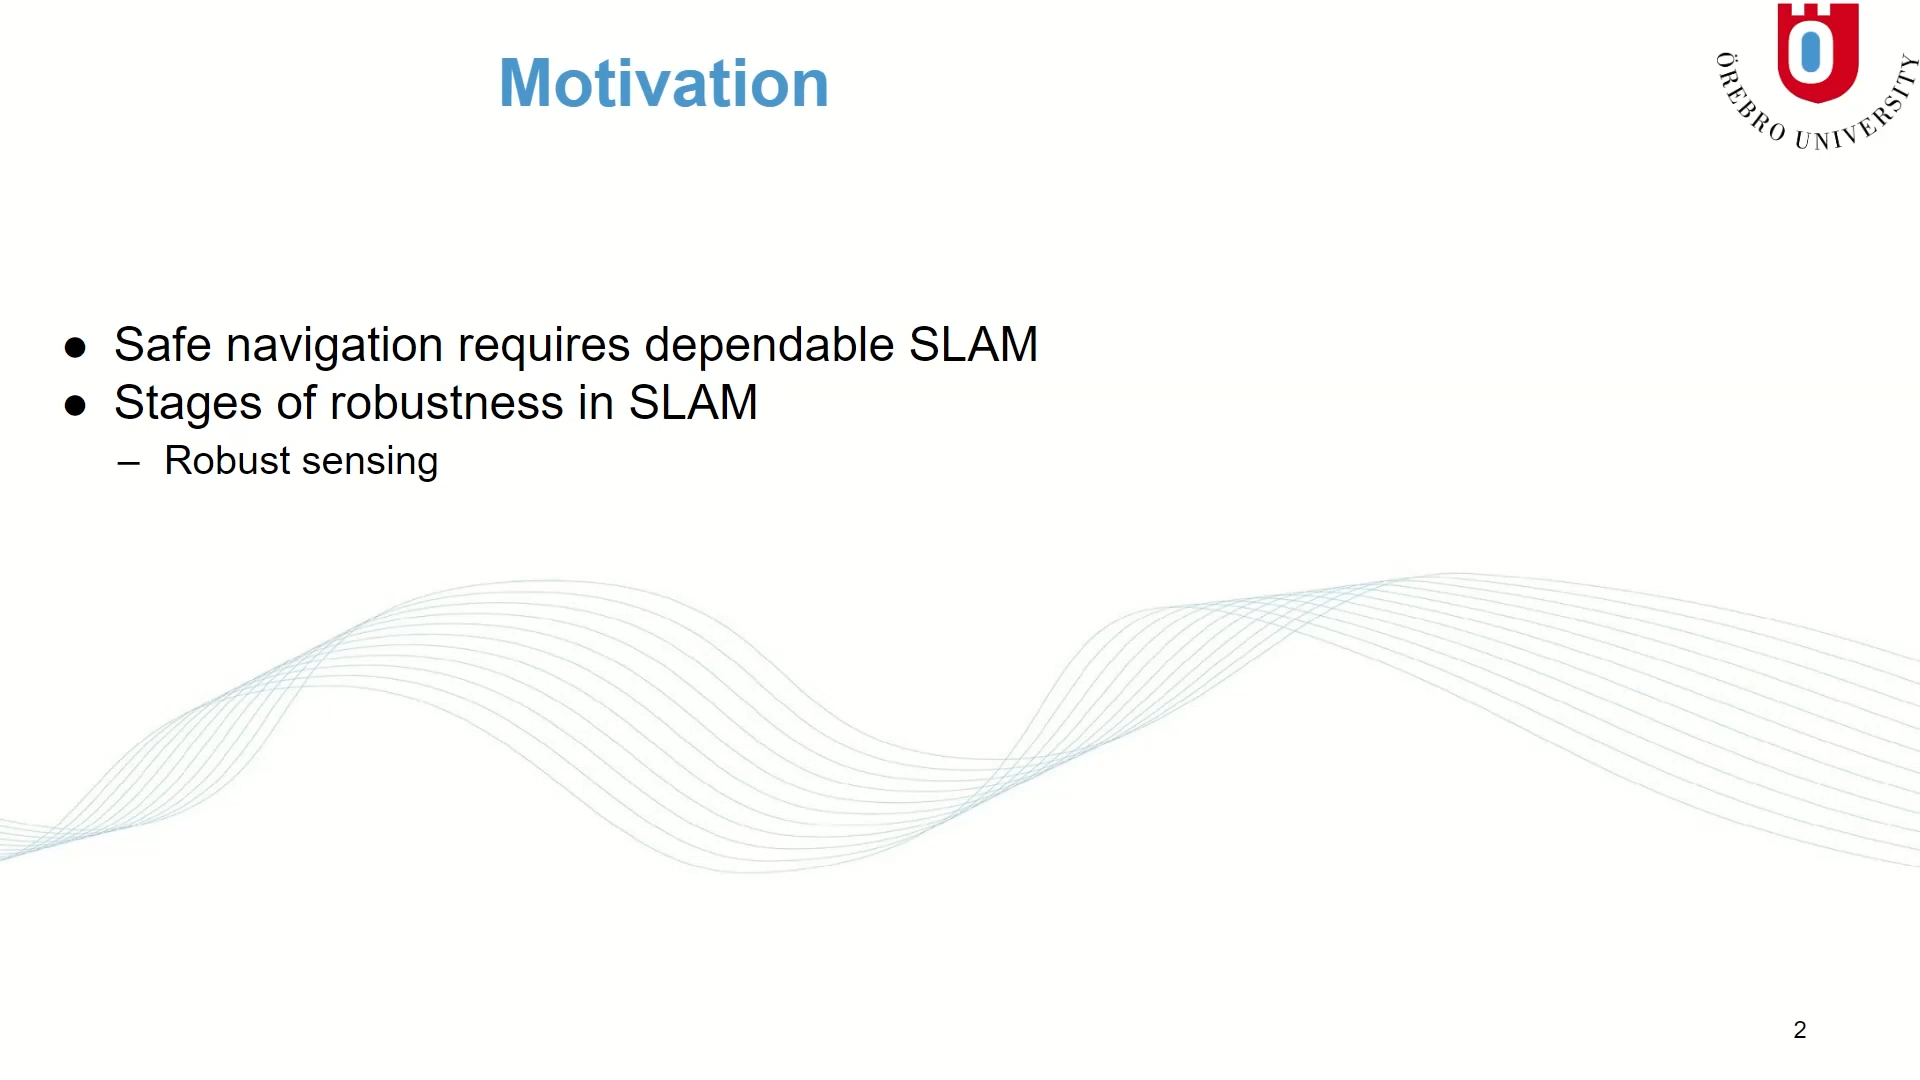 Motivation
ÖREBRO UNIVERSITY
● Safe navigation requires dependable SLAM
● Stages of robustness in SLAM
– Robust sensing
2